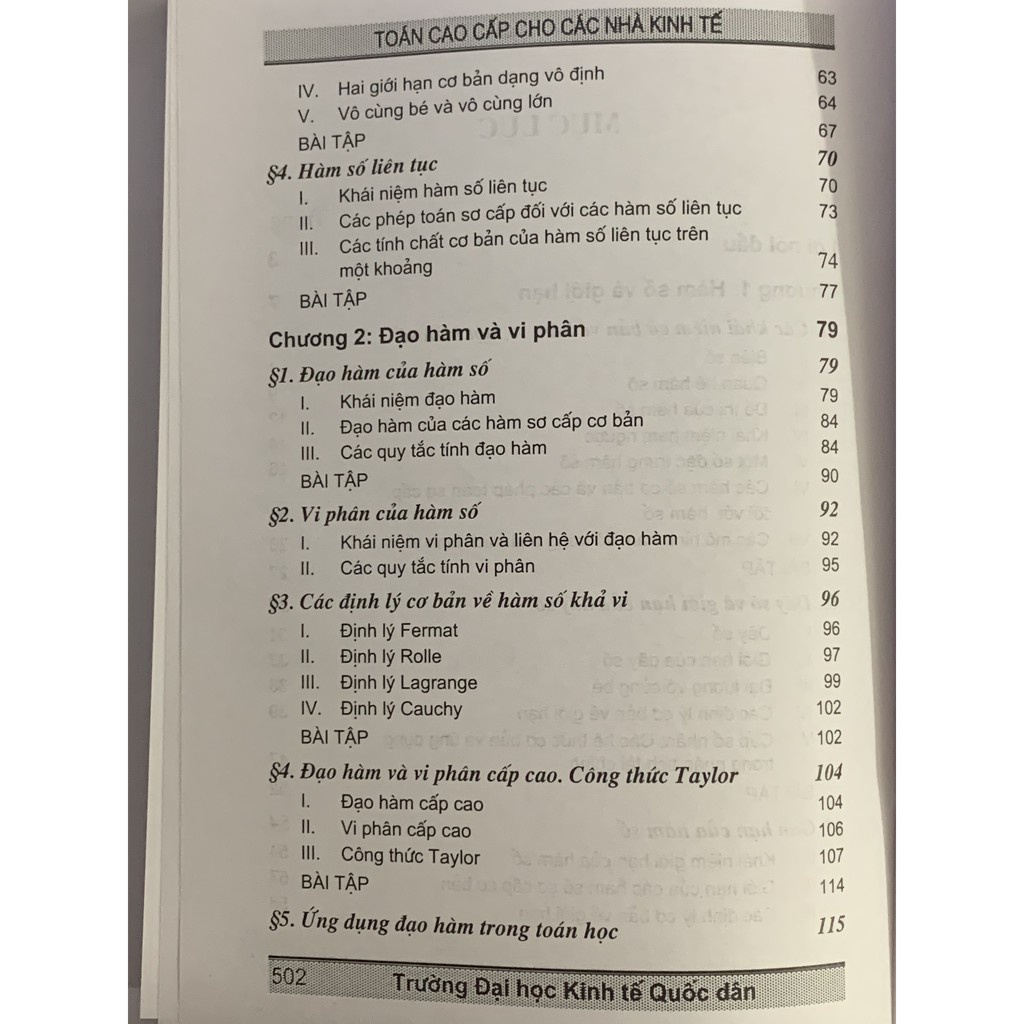 TOÁN CAO CẤP CHO CÁC NHÀ KINH TẾ
IV. Hai giới hạn cơ bản dạng vô định 63
V. Vô cùng bé và vô cùng lớn 64
BÀI TẬP 67
§4. Hàm số liên tục 70
I. Khái niệm hàm số liên tục 70
II. Các phép toán sơ cấp đối với các hàm số liên tục 73
III. Các tính chất cơ bản của hàm số liên tục trên
một khoảng 74
BÀI TẬP 77
Chương 2: Đạo hàm và vi phân 79
§1. Đạo hàm của hàm số 79
I. Khái niệm đạo hàm 79
II. Đạo hàm của các hàm sơ cấp cơ bản 84
III. Các quy tắc tính đạo hàm 84
BÀI TẬP 90
§2. Vi phân của hàm số 92
I. Khái niệm vi phân và liên hệ với đạo hàm 92
II. Các quy tắc tính vi phân 95
§3. Các định lý cơ bản về hàm số khả vi 96
I. Định lý Fermat 96
II. Định lý Rolle 97
III. Định lý Lagrange 99
IV. Định lý Cauchy 102
BÀI TẬP 102
§4. Đạo hàm và vi phân cấp cao. Công thức Taylor 104
I. Đạo hàm cấp cao 104
II. Vi phân cấp cao 106
III. Công thức Taylor 107
BÀI TẬP 114
§5. Ứng dụng đạo hàm trong toán học 115
502 Trường Đại học Kinh tế Quốc dân